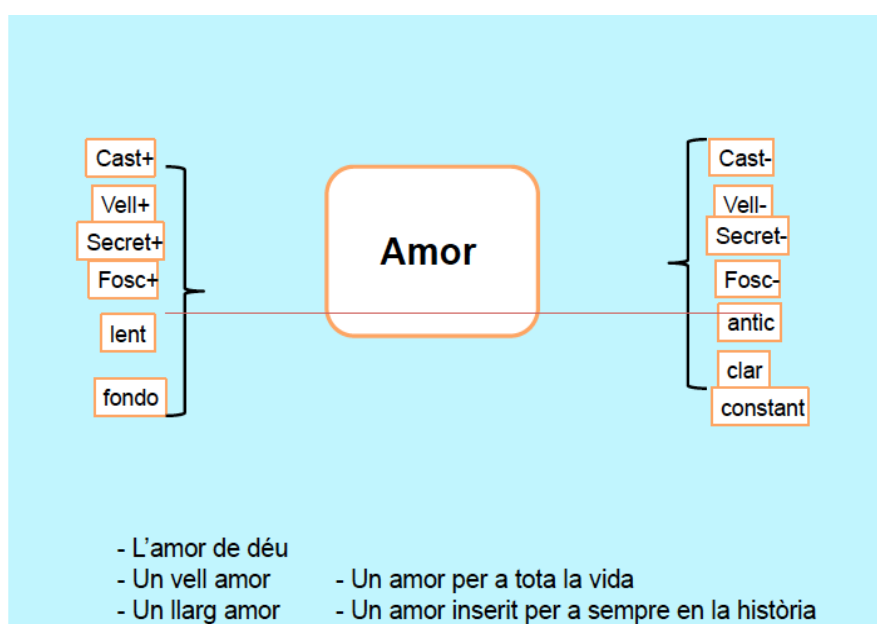 Cast+
Vell+
Secret+
Fosc+
lent
fondo
Amor
Cast-
Vell-
Secret-
Fosc-
antic
clar
constant
- L'amor de déu
- Un vell amor - Un amor per a tota la vida
- Un llarg amor - Un amor inserit per a sempre en la història